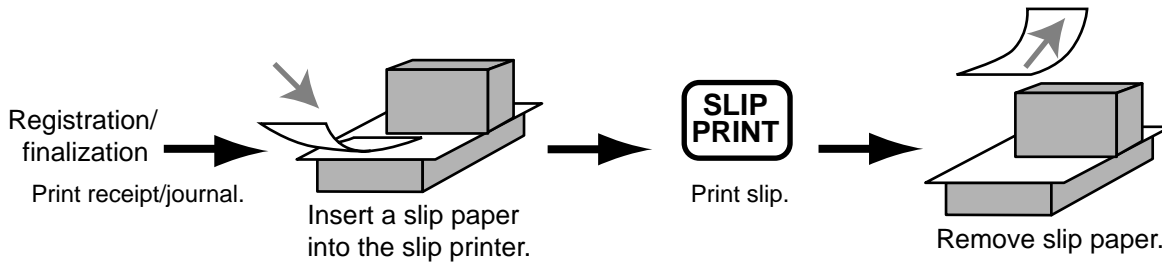 Registration/
finalization
Print receipt/journal.
Insert a slip paper
into the slip printer.
SLIP
PRINT
Print slip.
Remove slip paper.